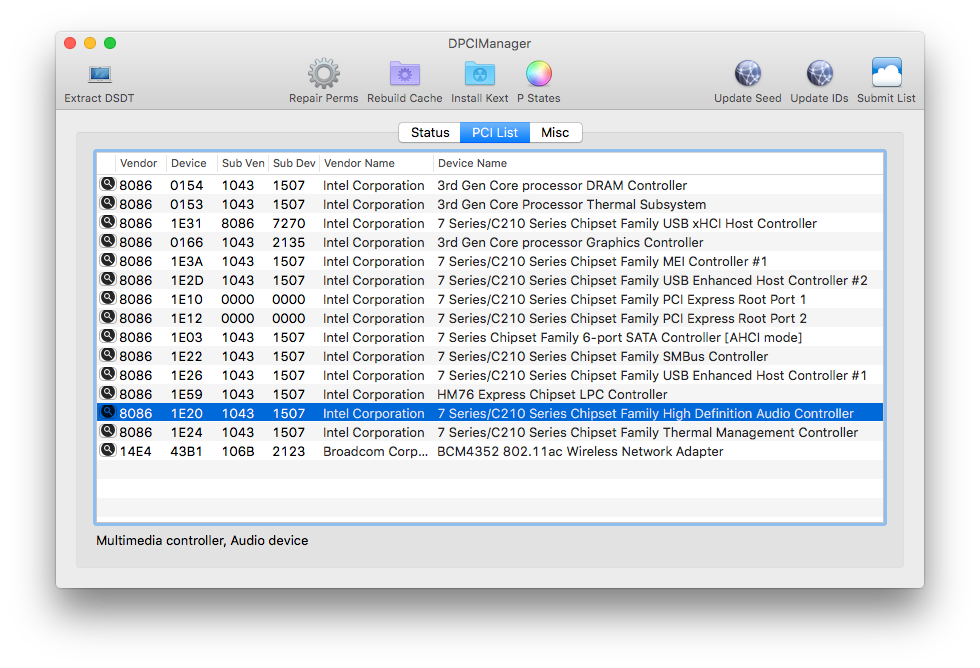 DPCIManager
Extract DSDT Repair Perms Rebuild Cache Install Kext P States Update Seed Update IDs Submit List
Status PCI List Misc
Vendor Device Sub Ven Sub Dev Vendor Name Device Name
8086 0154 1043 1507 Intel Corporation 3rd Gen Core processor DRAM Controller
8086 0153 1043 1507 Intel Corporation 3rd Gen Core Processor Thermal Subsystem
8086 1E31 8086 7270 Intel Corporation 7 Series/C210 Series Chipset Family USB xHCI Host Controller
8086 0166 1043 2135 Intel Corporation 3rd Gen Core processor Graphics Controller
8086 1E3A 1043 1507 Intel Corporation 7 Series/C210 Series Chipset Family MEI Controller #1
8086 1E2D 1043 1507 Intel Corporation 7 Series/C210 Series Chipset Family USB Enhanced Host Controller #2
8086 1E10 0000 0000 Intel Corporation 7 Series/C210 Series Chipset Family PCI Express Root Port 1
8086 1E12 0000 0000 Intel Corporation 7 Series/C210 Series Chipset Family PCI Express Root Port 2
8086 1E03 1043 1507 Intel Corporation 7 Series Chipset Family 6-port SATA Controller [AHCI mode]
8086 1E22 1043 1507 Intel Corporation 7 Series/C210 Series Chipset Family SMBus Controller
8086 1E26 1043 1507 Intel Corporation 7 Series/C210 Series Chipset Family USB Enhanced Host Controller #1
8086 1E59 1043 1507 Intel Corporation HM76 Express Chipset LPC Controller
8086 1E20 1043 1507 Intel Corporation 7 Series/C210 Series Chipset Family High Definition Audio Controller
8086 1E24 1043 1507 Intel Corporation 7 Series/C210 Series Chipset Family Thermal Management Controller
14E4 43B1 106B 2123 Broadcom Corp... BCM4352 802.11ac Wireless Network Adapter
Multimedia controller, Audio device